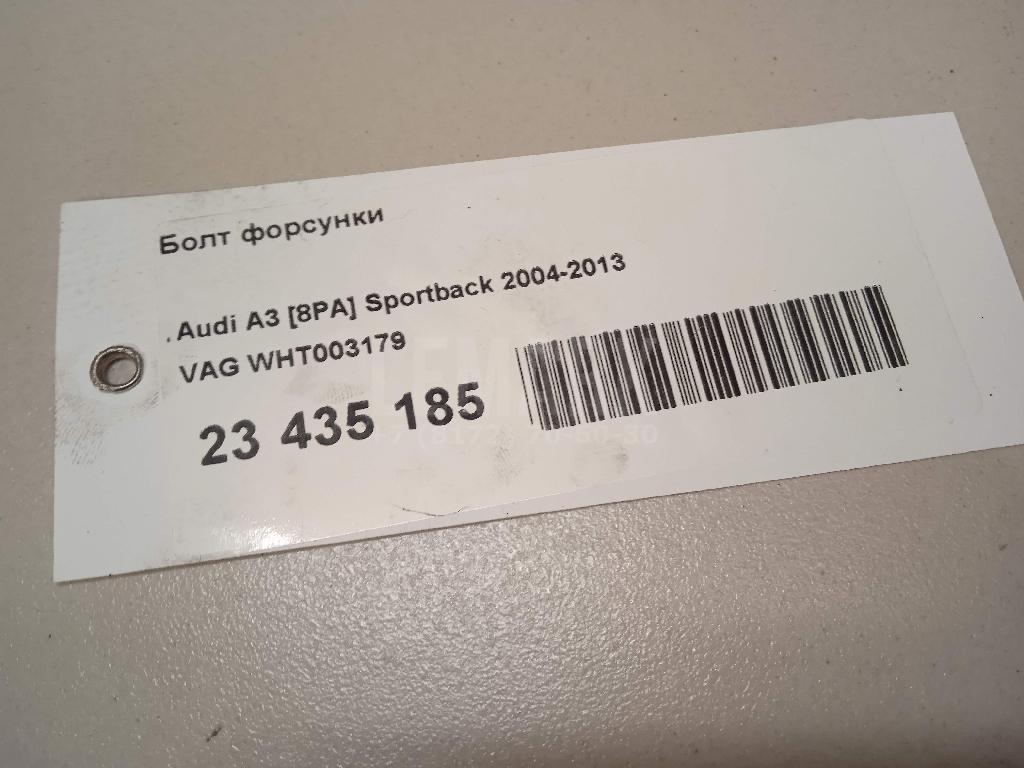 Болт форсунки
. Audi A3 [8PA] Sportback 2004-2013
VAG WHT003179
23 435 185